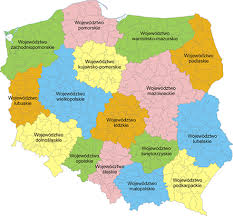 Województwo
pomorskie
Województwo
zachodniopomorskie
Województwo
warmińsko-mazurskie
Województwo
podlaskie
Województwo
kujawsko-pomorskie
Województwo
mazowieckie
Województwo
lubuskie
Województwo
wielkopolskie
Województwo
łódzkie
Województwo
lubelskie
Województwo
dolnośląskie
Województwo
opolskie
Województwo
śląskie
Województwo
świętokrzyskie
Województwo
małopolskie
Województwo
podkarpackie